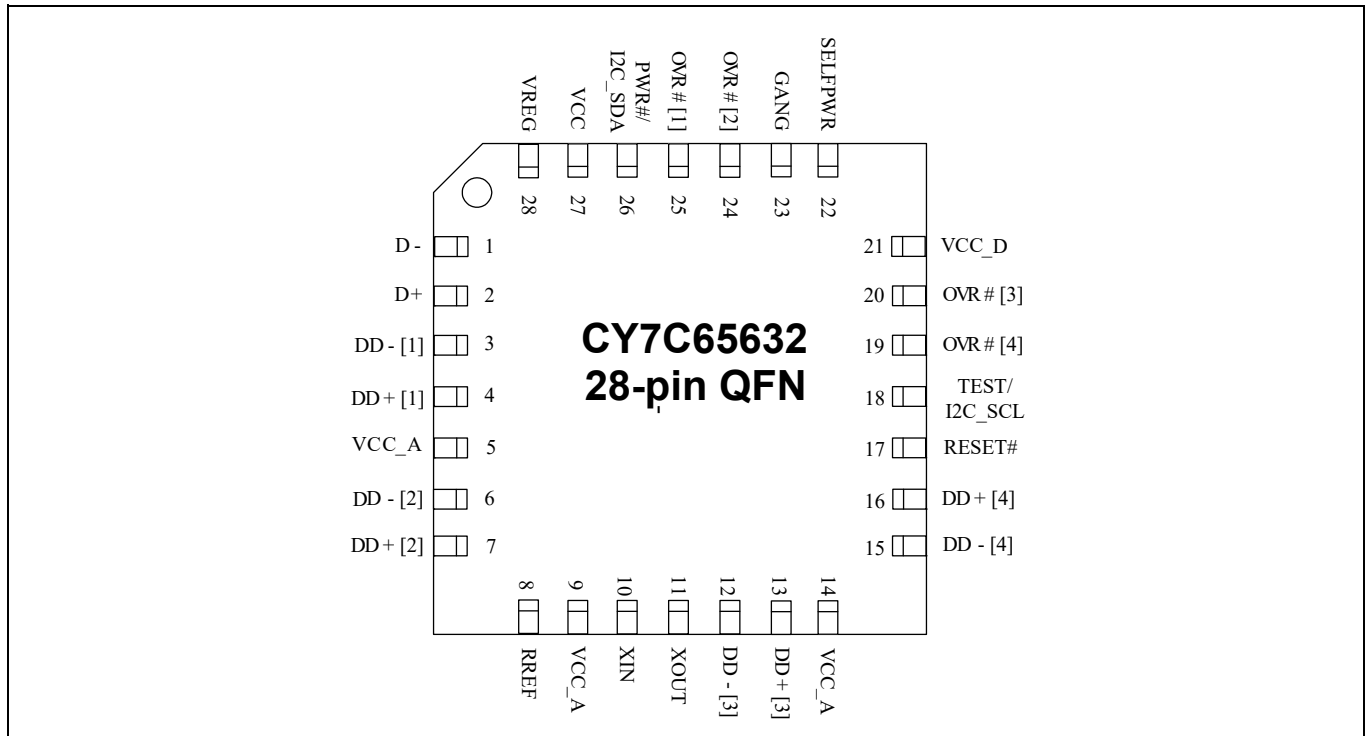 VREG
VCC
PWR#/
I2C_SDA
OVR # [1]
OVR # [2]
GANG
SELFPWR
28
27
26
25
24
23
22
D - 1
D+ 2
DD - [1] 3
DD + [1] 4
VCC_A 5
DD - [2] 6
DD + [2] 7
CY7C65632
28-pin QFN
21 VCC_D
20 OVR # [3]
19 OVR # [4]
18 TEST/
I2C_SCL
17 RESET#
16 DD + [4]
15 DD - [4]
8
9
10
11
12
13
14
RREF
VCC_A
XIN
XOUT
DD - [3]
DD + [3]
VCC_A